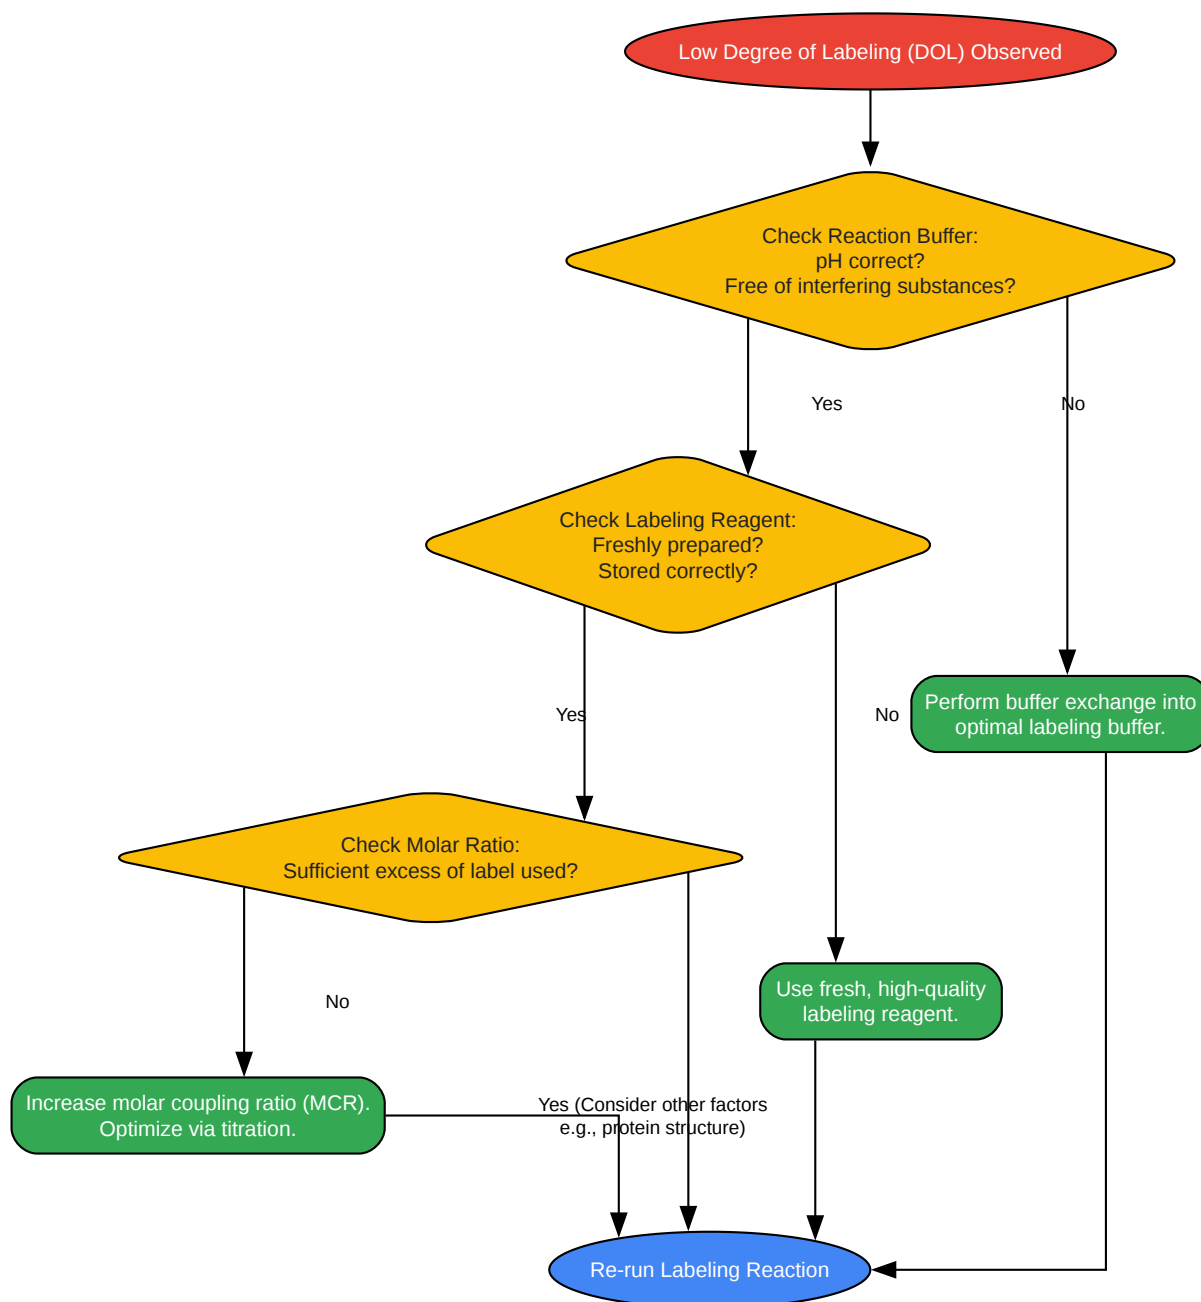 Low Degree of Labeling (DOL) Observed
Check Reaction Buffer:
pH correct?
Free of interfering substances?
Yes
No
Check Labeling Reagent:
Freshly prepared?
Stored correctly?
Yes
No
Perform buffer exchange into
optimal labeling buffer.
Check Molar Ratio:
Sufficient excess of label used?
No
Use fresh, high-quality
labeling reagent.
Increase molar coupling ratio (MCR).
Optimize via titration.
Yes (Consider other factors
e.g., protein structure)
Re-run Labeling Reaction